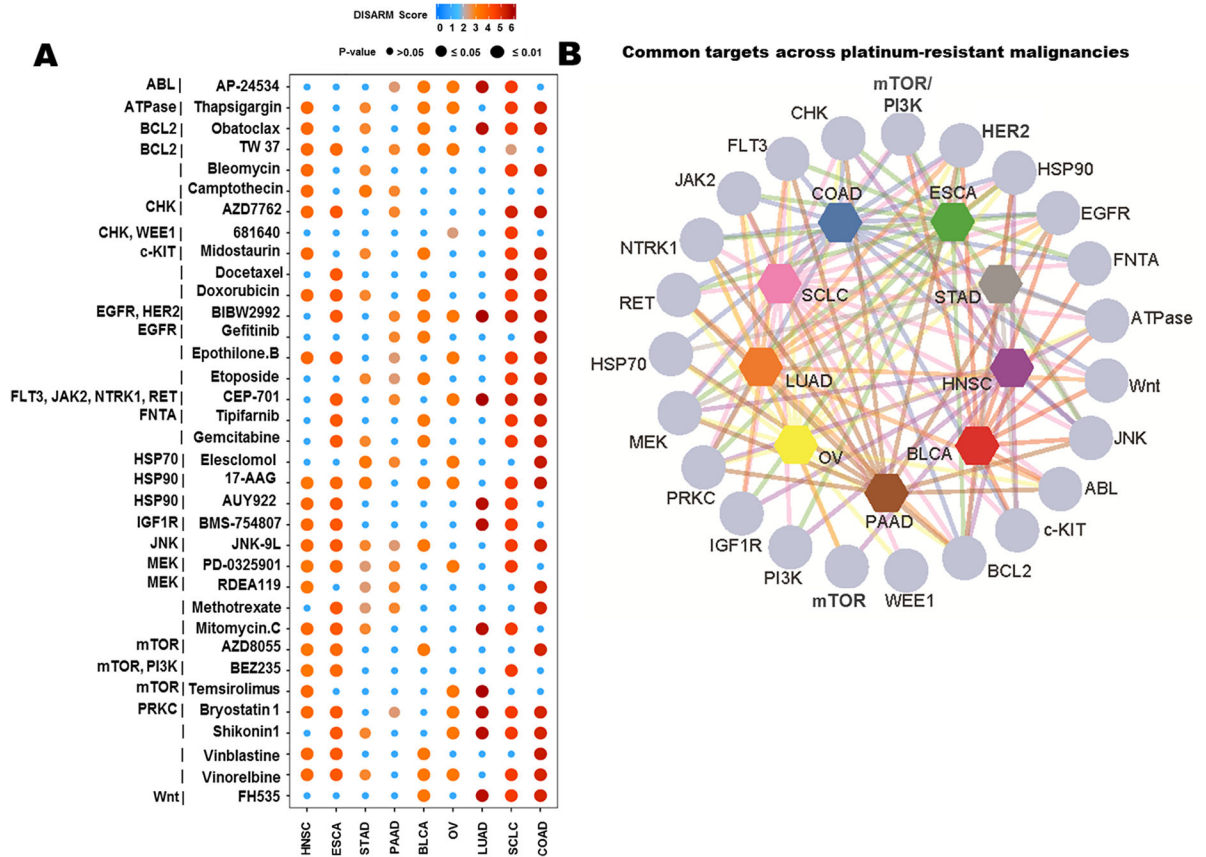 DISARM Score
0 1 2 3 4 5 6
P-value >0.05 ≤ 0.05 ≤ 0.01
A
ABL| AP-24534
ATPase| Thapsigargin
BCL2| Obatoclax
BCL2| TW 37
| Bleomycin
| Camptothecin
CHK| AZD7762
CHK, WEE1| 681640
c-KIT| Midostaurin
| Docetaxel
| Doxorubicin
EGFR, HER2| BIBW2992
EGFR| Gefitinib
| Epothilone.B
| Etoposide
FLT3, JAK2, NTRK1, RET| CEP-701
FNTA| Tipifarnib
| Gemcitabine
HSP70| Elesclomol
HSP90| 17-AAG
HSP90| AUY922
IGF1R| BMS-754807
JNK| JNK-9L
MEK| PD-0325901
MEK| RDEA119
| Methotrexate
| Mitomycin.C
mTOR| AZD8055
mTOR, PI3K| BEZ235
mTOR| Temsirolimus
PRKC| Bryostatin 1
| Shikonin1
| Vinblastine
| Vinorelbine
Wnt| FH535
HNSC
ESCA
STAD
PAAD
BLCA
OV
LUAD
SCLC
COAD
B
Common targets across platinum-resistant malignancies
mTOR/
PI3K
HER2
HSP90
EGFR
FNTA
ATPase
Wnt
JNK
ABL
c-KIT
BCL2
WEE1
mTOR
PI3K
IGF1R
PRKC
MEK
HSP70
RET
NTRK1
JAK2
FLT3
CHK
COAD
ESCA
SCLC
STAD
LUAD
HNSC
OV
BLCA
PAAD